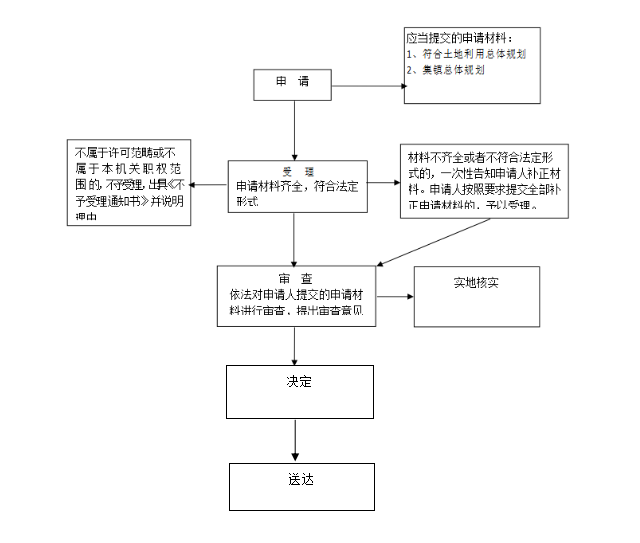 应当提交的申请材料：
1、符合土地利用总体规划
2、集镇总体规划
申 请
不属于许可范畴或不
属于本机关职权范
围的，不予受理，出具《不
予受理通知书》并说明
理由
受 理
申请材料齐全，符合法定
形式
材料不齐全或者不符合法定形
式的，一次性告知申请人补正材
料。申请人按照要求提交全部补
正申请材料的，予以受理。
审 查
依法对申请人提交的申请材
料进行审查，提出审查意见
实地核实
决定
送达